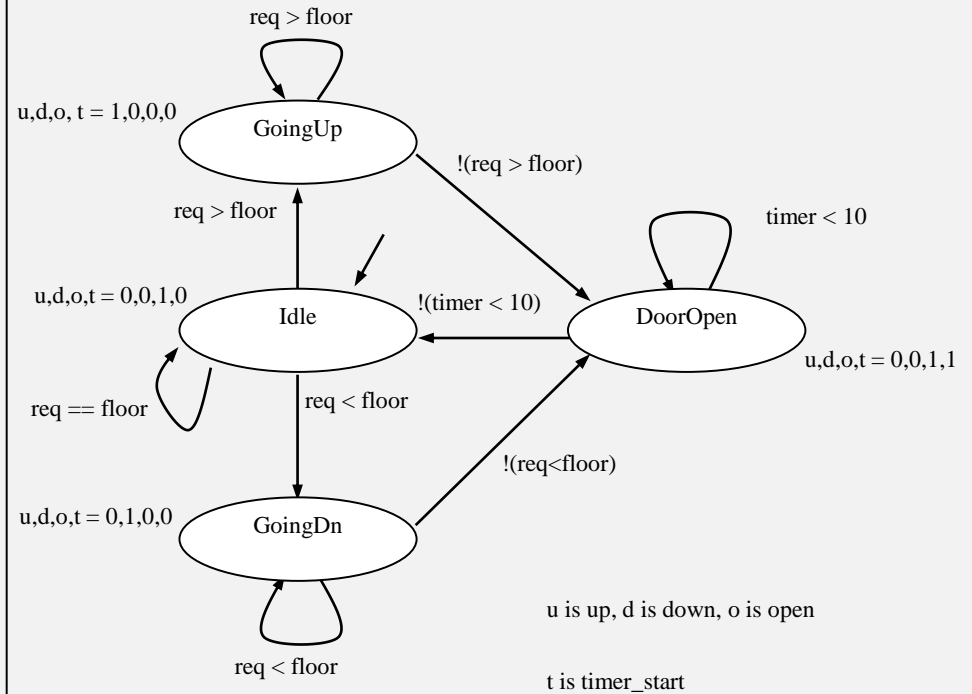 req > floor
u,d,o, t = 1,0,0,0
GoingUp
!(req > floor)
req > floor
timer < 10
u,d,o,t = 0,0,1,0
Idle
!(timer < 10)
DoorOpen
u,d,o,t = 0,0,1,1
req == floor
req < floor
!(req<floor)
u,d,o,t = 0,1,0,0
GoingDn
req < floor
u is up, d is down, o is open
t is timer_start